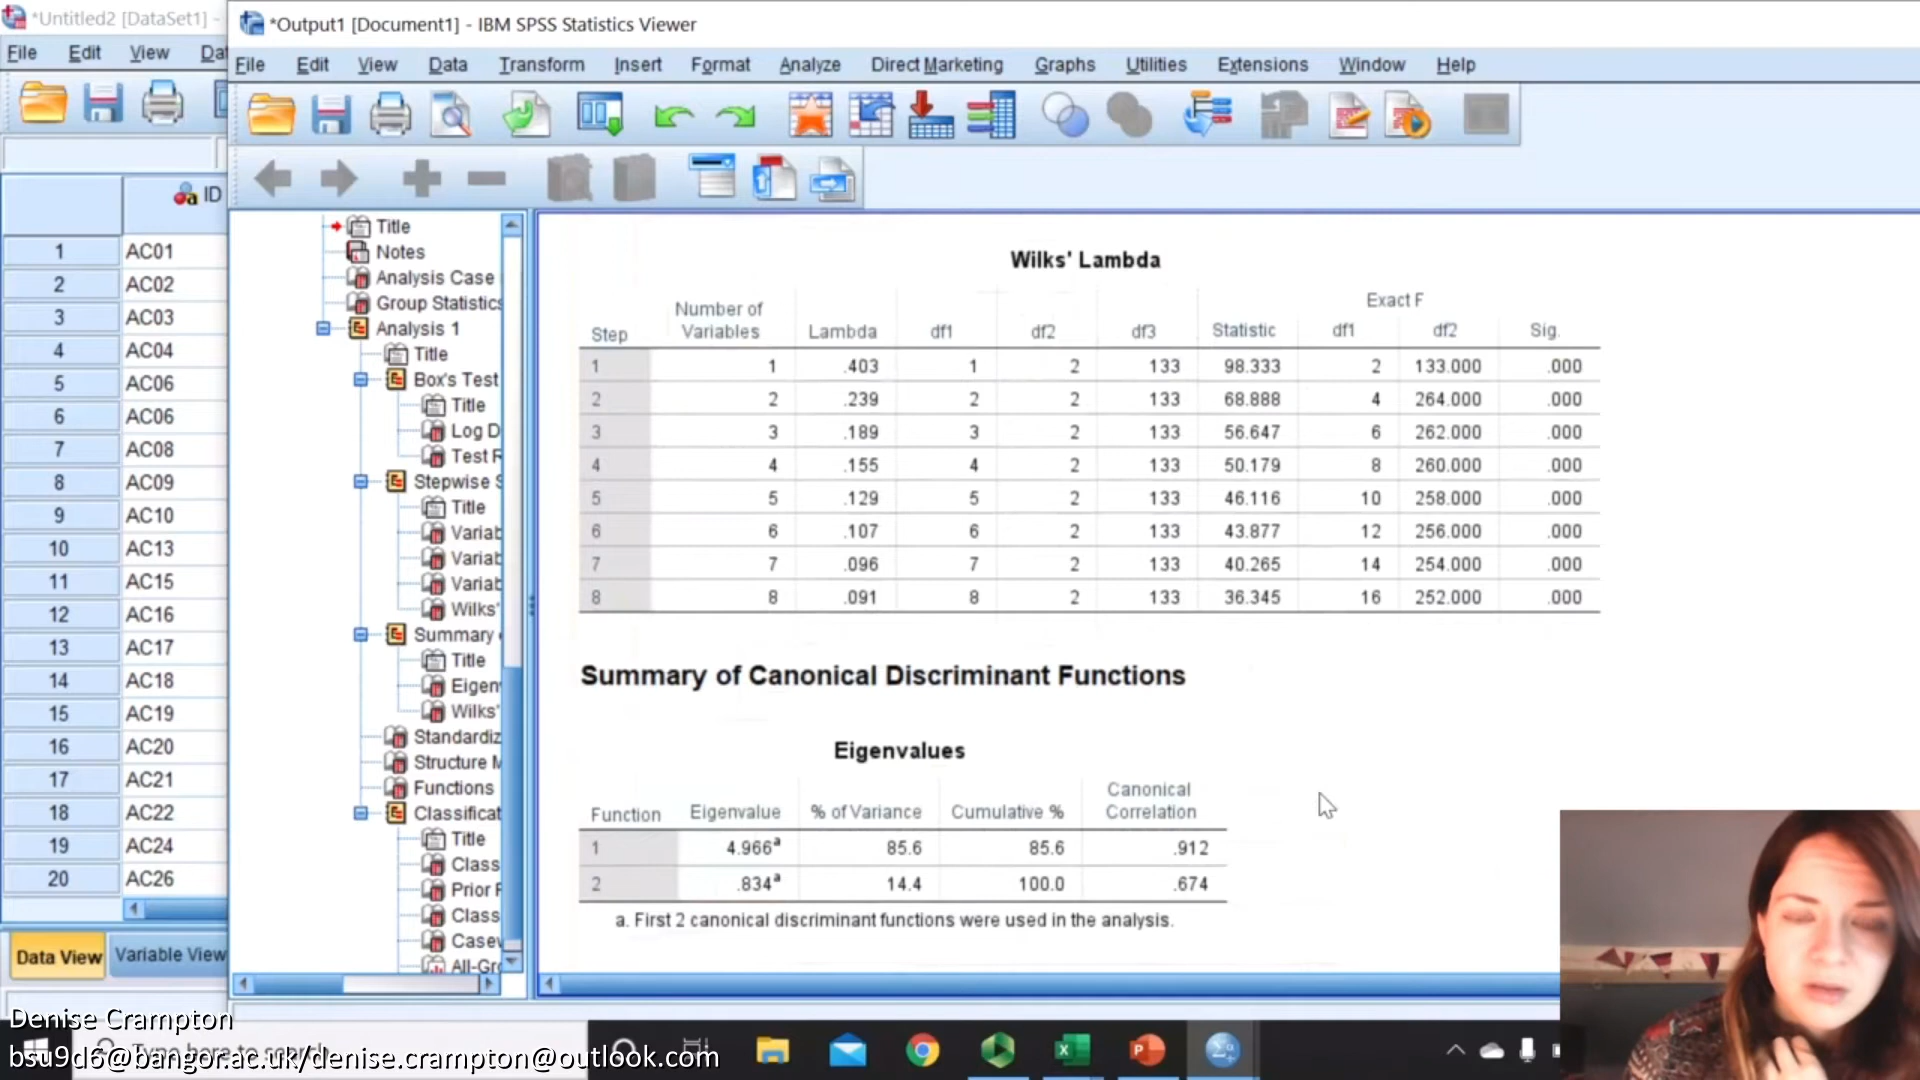 *Untitled2 [DataSet1] -
File Edit View Da
ID
1 AC01
2 AC02
3 AC03
4 AC04
5 AC06
6 AC06
7 AC08
8 AC09
9 AC10
10 AC13
11 AC15
12 AC16
13 AC17
14 AC18
15 AC19
16 AC20
17 AC21
18 AC22
19 AC24
20 AC26
Data View Variable View
*Output1 [Document1] - IBM SPSS Statistics Viewer
File Edit View Data Transform Insert Format Analyze Direct Marketing Graphs Utilities Extensions Window Help
Title
Notes
Analysis Case
Group Statistics
Analysis 1
Title
Box's Test
Title
Log D
Test R
Stepwise S
Title
Variab
Variab
Variab
Wilks'
Summary
Title
Eigen
Wilks'
Standardiz
Structure M
Functions
Classificat
Title
Class
Prior P
Class
Casew
All-Gro
Wilks' Lambda
Exact F
Step Number of Variables Lambda df1 df2 df3 Statistic df1 df2 Sig.
1 1 .403 1 2 133 98.333 2 133.000 .000
2 2 .239 2 2 133 68.888 4 264.000 .000
3 3 .189 3 2 133 56.647 6 262.000 .000
4 4 .155 4 2 133 50.179 8 260.000 .000
5 5 .129 5 2 133 46.116 10 258.000 .000
6 6 .107 6 2 133 43.877 12 256.000 .000
7 7 .096 7 2 133 40.265 14 254.000 .000
8 8 .091 8 2 133 36.345 16 252.000 .000
Summary of Canonical Discriminant Functions
Eigenvalues
Function Eigenvalue % of Variance Cumulative % Canonical Correlation
1 4.966a 85.6 85.6 .912
2 .834a 14.4 100.0 .674
a. First 2 canonical discriminant functions were used in the analysis.
Denise Crampton
bsu9d6@bangor.ac.uk/denise.crampton@outlook.com
Type here to search